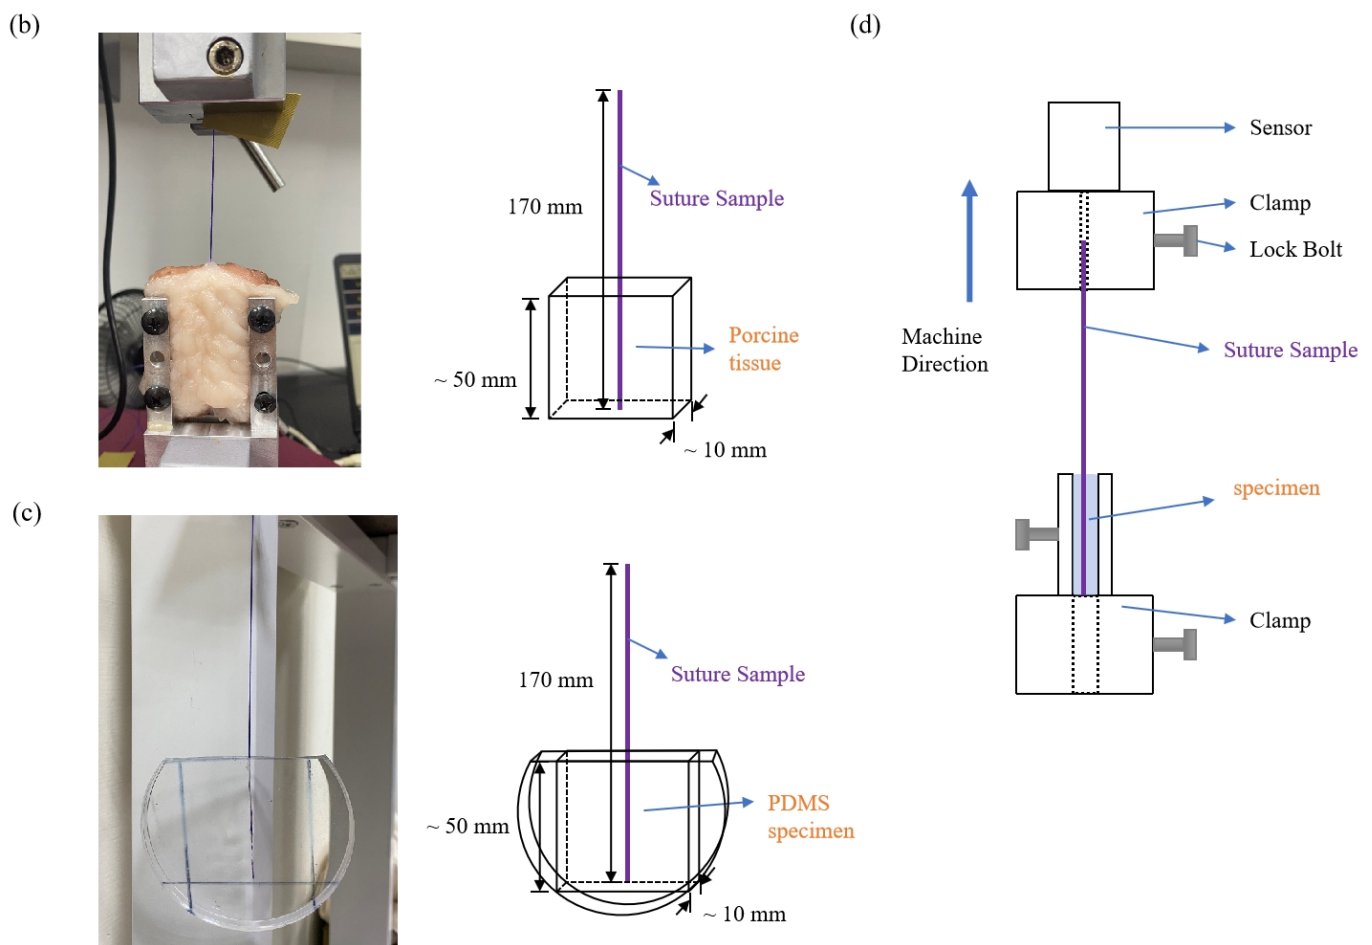 (b)
170 mm
Suture Sample
~ 50 mm
Porcine
tissue
~ 10 mm
(c)
170 mm
Suture Sample
~ 50 mm
PDMS
specimen
~ 10 mm
(d)
Sensor
Clamp
Lock Bolt
Machine
Direction
Suture Sample
specimen
Clamp